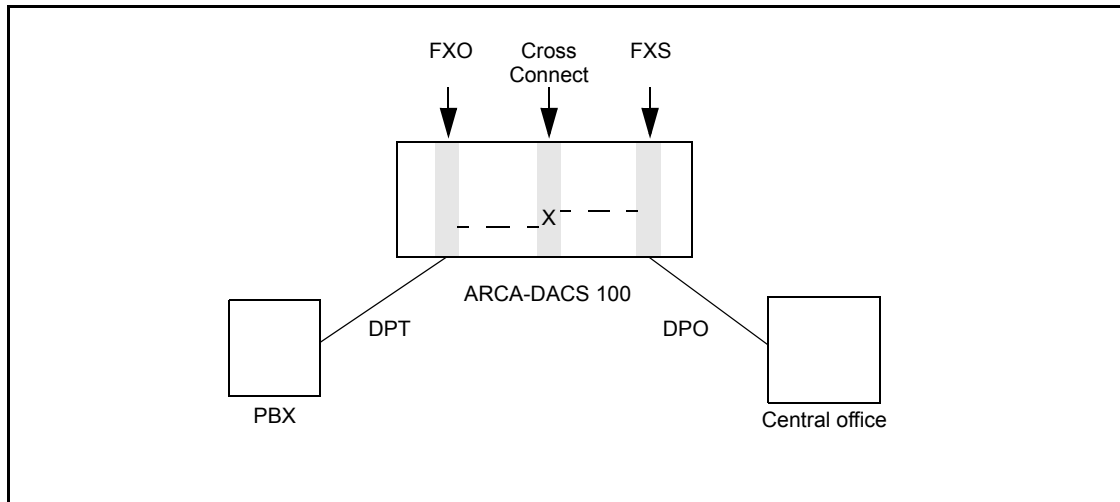 FXO
Cross
Connect
FXS
X
ARCA-DACS 100
DPT
DPO
PBX
Central office